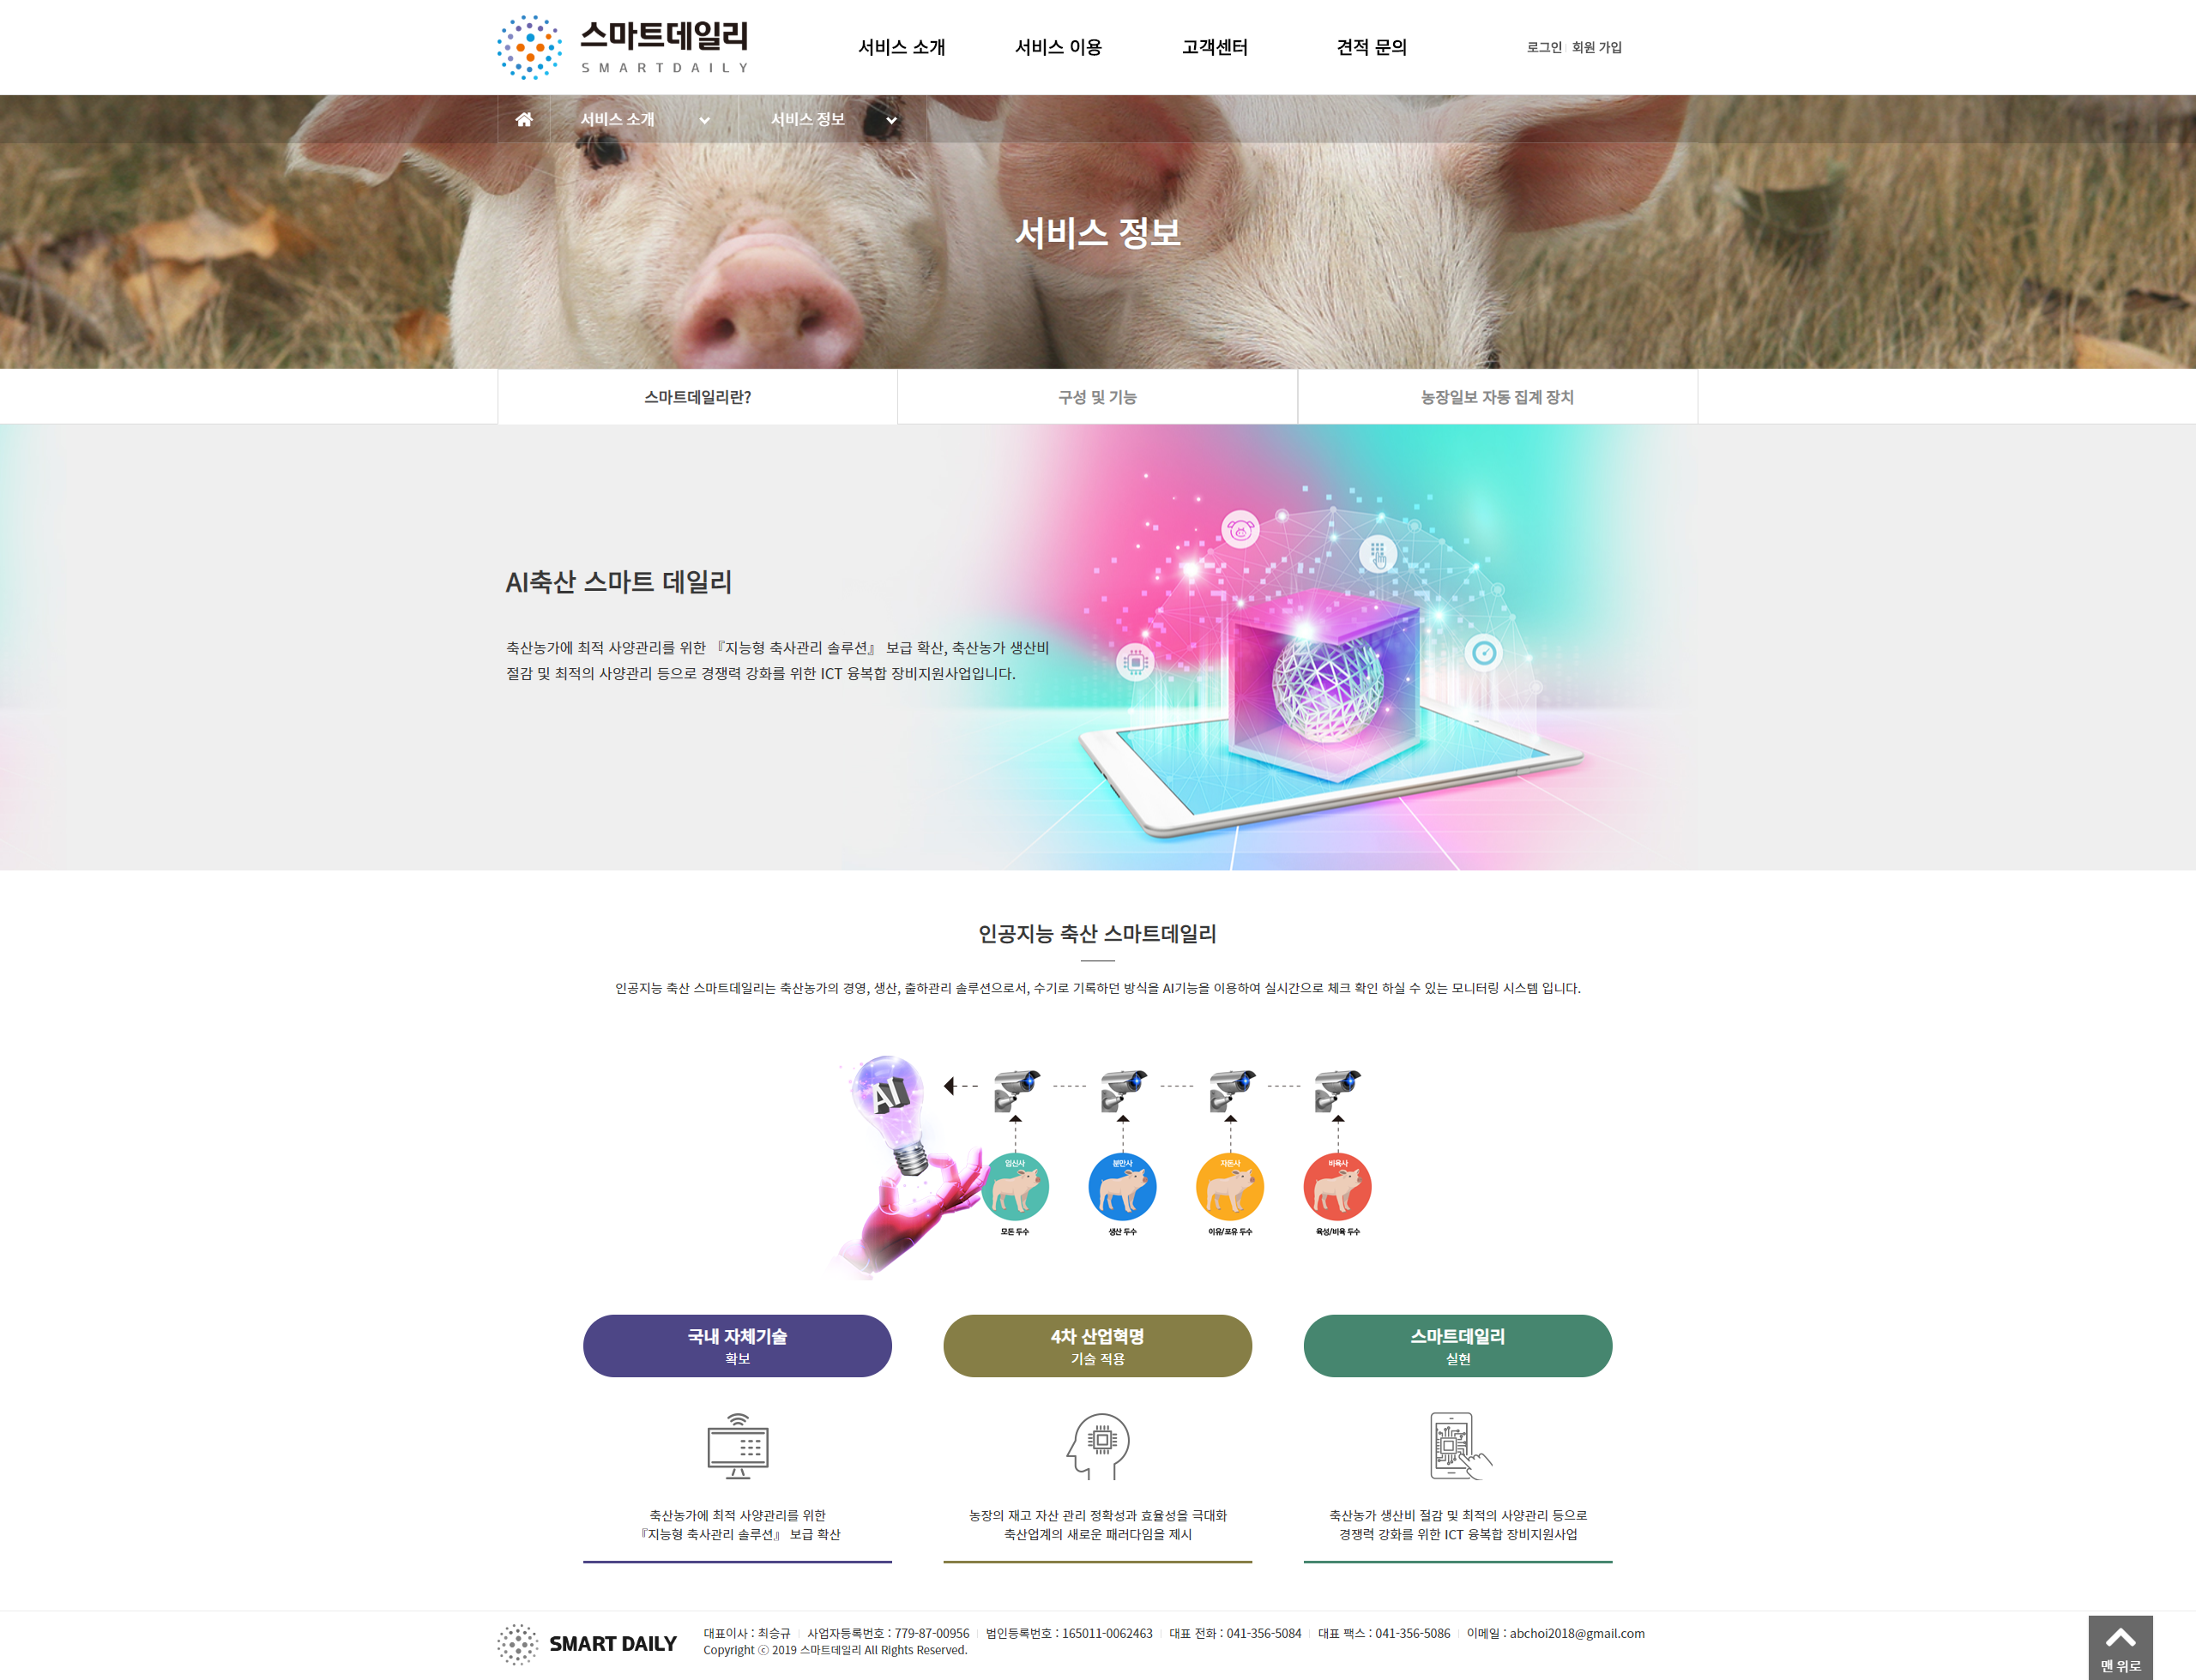 스마트데일리
SMARTDAILY
서비스 소개
서비스 이용
고객센터
견적 문의
로그인
회원 가입
서비스 소개
서비스 정보
서비스 정보
스마트데일리란?
구성 및 기능
농장일보 자동 집계 장치
AI축산 스마트 데일리
축산농가에 최적 사양관리를 위한 『지능형 축사관리 솔루션』 보급 확산, 축산농가 생산비
절감 및 최적의 사양관리 등으로 경쟁력 강화를 위한 ICT 융복합 장비지원사업입니다.
인공지능 축산 스마트데일리
인공지능 축산 스마트데일리는 축산농가의 경영, 생산, 출하관리 솔루션으로서, 수기로 기록하던 방식을 AI기능을 이용하여 실시간으로 체크 확인 하실 수 있는 모니터링 시스템 입니다.
AI
임신사
분만사
자돈사
비육사
모돈 두수
생산 두수
이유/포유 두수
육성/비육 두수
국내 자체기술
확보
4차 산업혁명
기술 적용
스마트데일리
실현
축산농가에 최적 사양관리를 위한
『지능형 축사관리 솔루션』 보급 확산
농장의 재고 자산 관리 정확성과 효율성을 극대화
축산업계의 새로운 패러다임을 제시
축산농가 생산비 절감 및 최적의 사양관리 등으로
경쟁력 강화를 위한 ICT 융복합 장비지원사업
SMART DAILY
대표이사 : 최승규 사업자등록번호 : 779-87-00956 법인등록번호 : 165011-0062463 대표 전화 : 041-356-5084 대표 팩스 : 041-356-5086 이메일 : abchoi2018@gmail.com
Copyright ⓒ 2019 스마트데일리 All Rights Reserved.
맨 위로